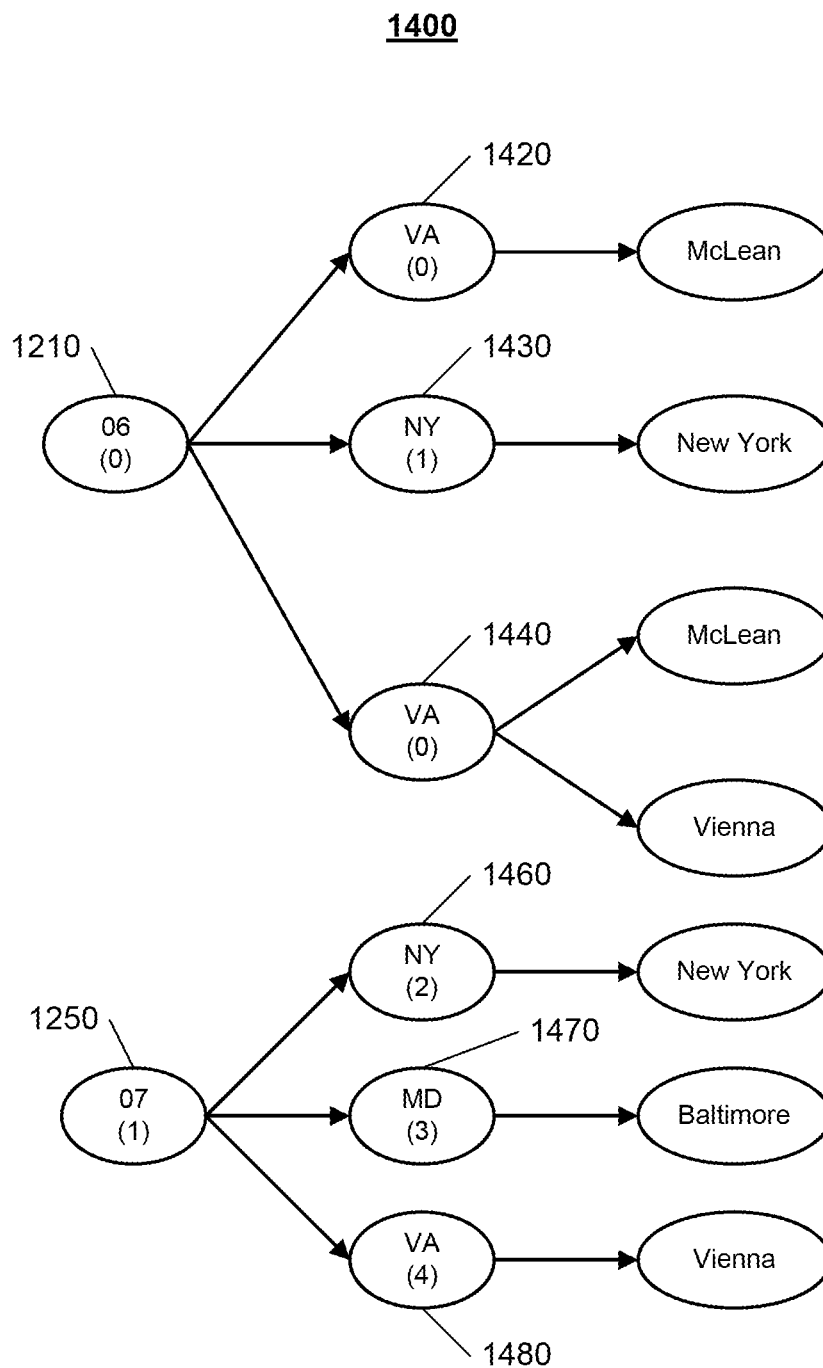 1400
1420
VA
(0)
McLean
1210
1430
06
(0)
NY
(1)
New York
1440
McLean
VA
(0)
Vienna
1460
NY
(2)
New York
1250
1470
07
(1)
MD
(3)
Baltimore
VA
(4)
Vienna
1480